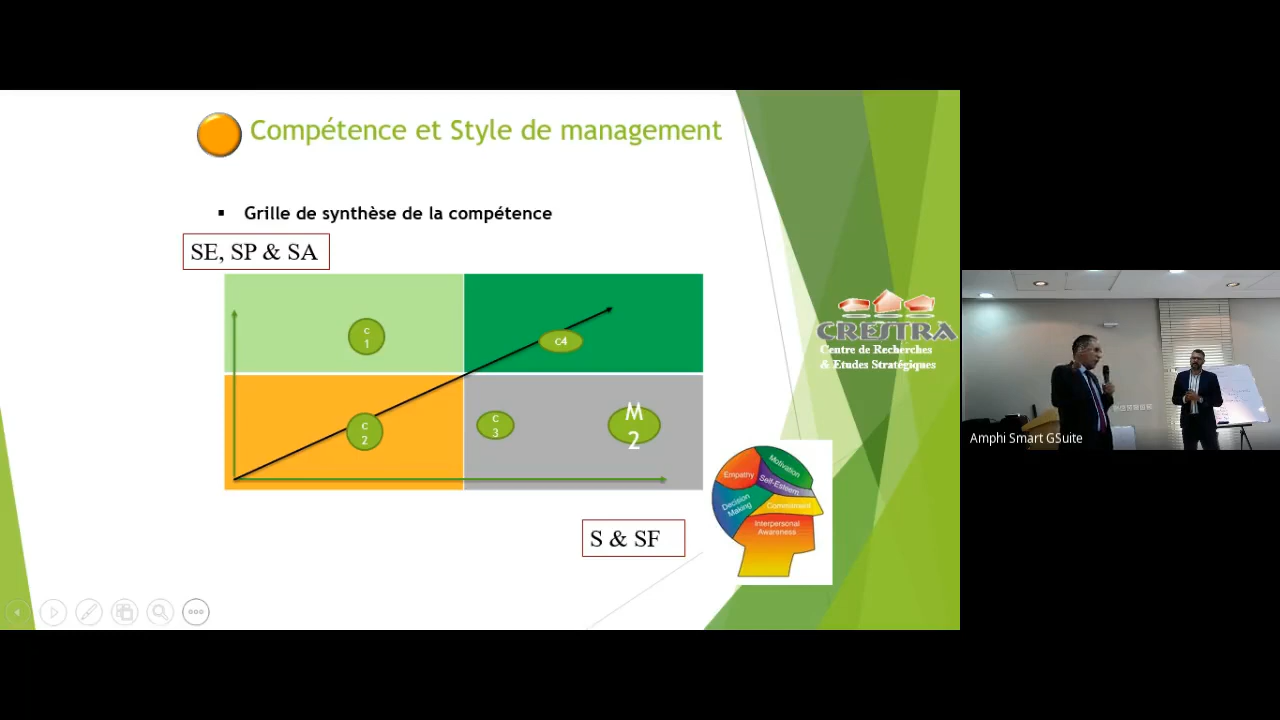 Compétence et Style de management
Grille de synthèse de la compétence
SE, SP & SA
c
1
c4
c
2
c
3
M
2
S & SF
CRESTRA
Centre de Recherches
& Etudes Stratégiques
Motivation
Empathy
Self-Esteem
Decision
Making
Commitment
Interpersonal
Awareness
Amphi Smart GSuite